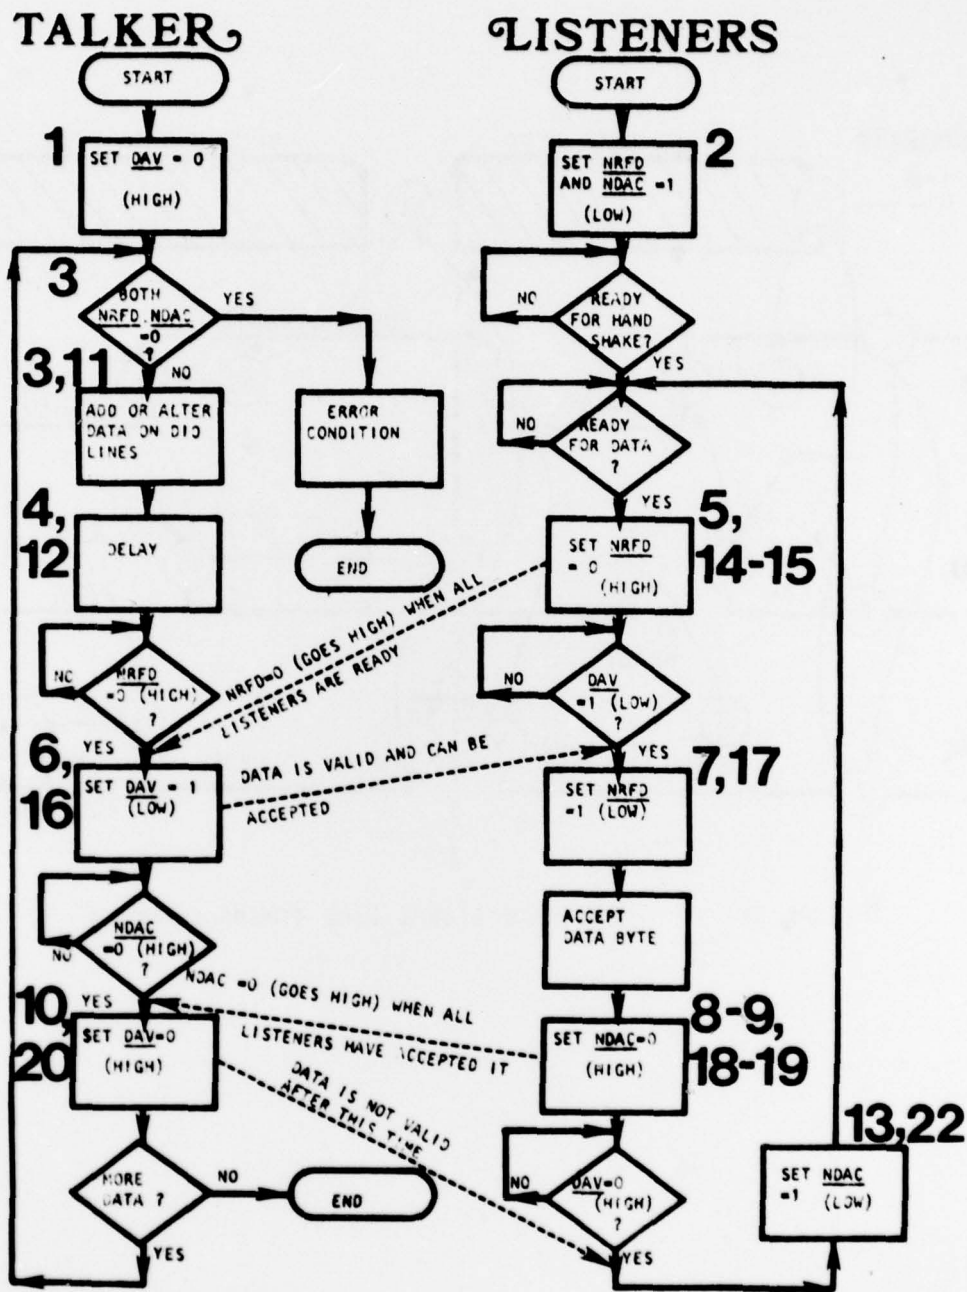 TALKER
START
1
SET DAV = 0
(HIGH)
3
BOTH
NRFD.NDAC
=0
?
YES
NO
3,11
ADD OR ALTER
DATA ON DIO
LINES
ERROR
CONDITION
END
4,
12
DELAY
NRFD
=0 (HIGH)
?
NO
YES
NRFD=0 (GOES HIGH) WHEN ALL
LISTENERS ARE READY
6,
16
SET DAV = 1
(LOW)
DATA IS VALID AND CAN BE
ACCEPTED
NDAC
=0 (HIGH)
?
NO
YES
NDAC =0 (GOES HIGH) WHEN ALL
LISTENERS HAVE ACCEPTED IT
10,
20
SET DAV=0
(HIGH)
DATA IS NOT VALID
AFTER THIS TIME
MORE
DATA ?
NO
END
YES
LISTENERS
START
2
SET NRFD
AND NDAC =1
(LOW)
READY
FOR HAND
SHAKE?
NO
YES
READY
FOR DATA
?
NO
YES
5,
14-15
SET NRFD
= 0
(HIGH)
DAV
=1 (LOW)
?
NO
YES
7,17
SET NRFD
=1 (LOW)
ACCEPT
DATA BYTE
8-9,
18-19
SET NDAC=0
(HIGH)
DAV=0
(HIGH)
?
NO
YES
13,22
SET NDAC
=1 (LOW)